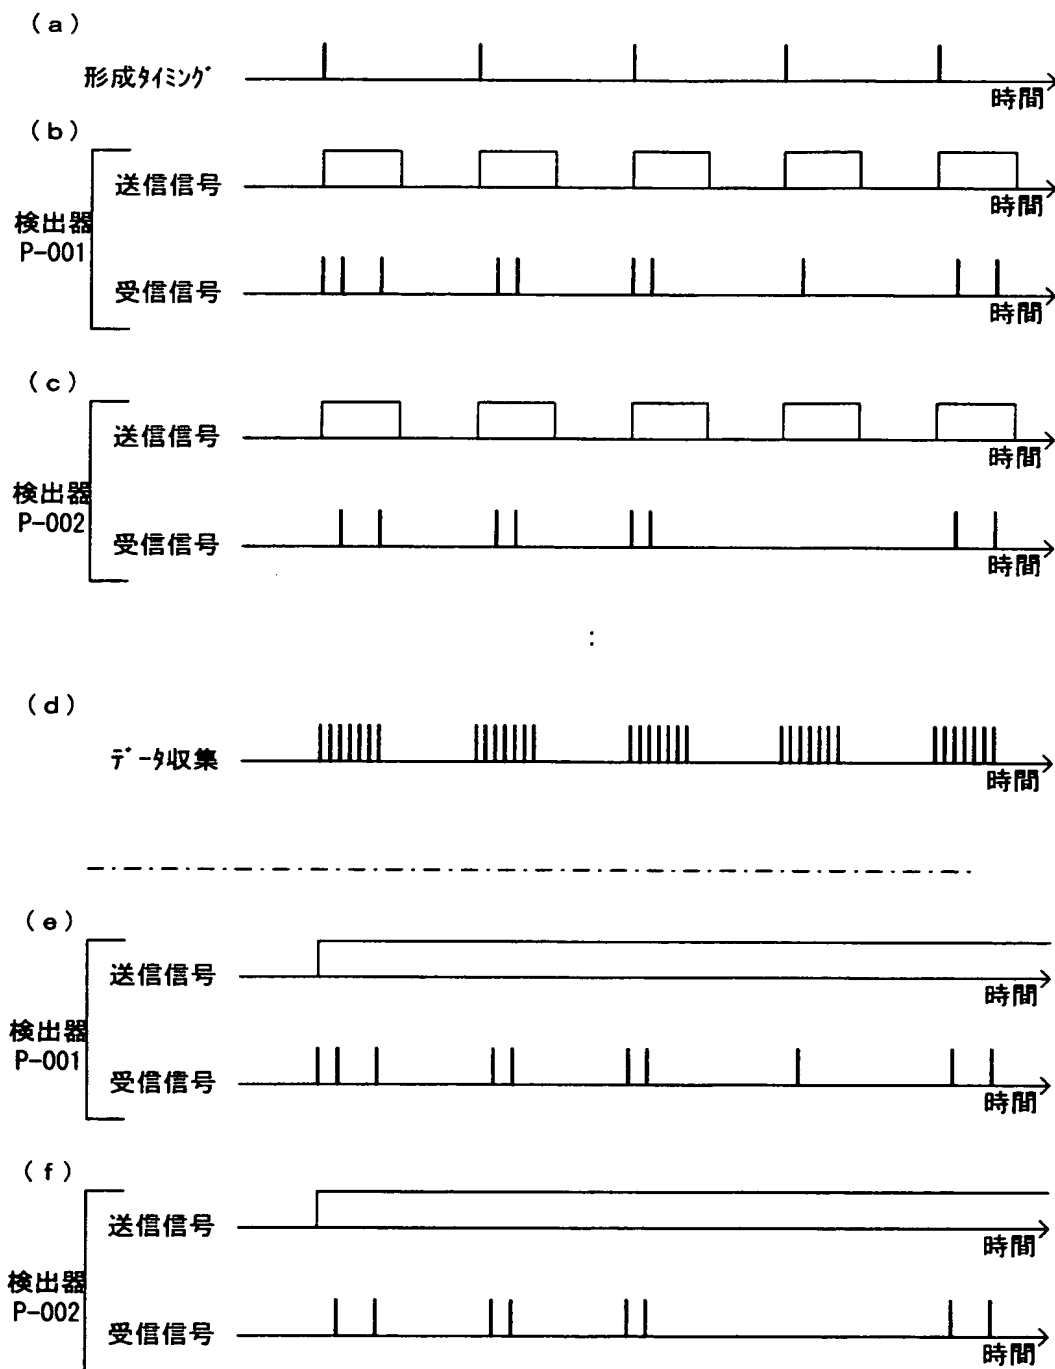 (a)
形成タイミング
時間
(b)
送信信号
時間
検出器
P-001
受信信号
時間
(c)
送信信号
時間
検出器
P-002
受信信号
時間
:
(d)
データ収集
時間
(e)
送信信号
時間
検出器
P-001
受信信号
時間
(f)
送信信号
時間
検出器
P-002
受信信号
時間